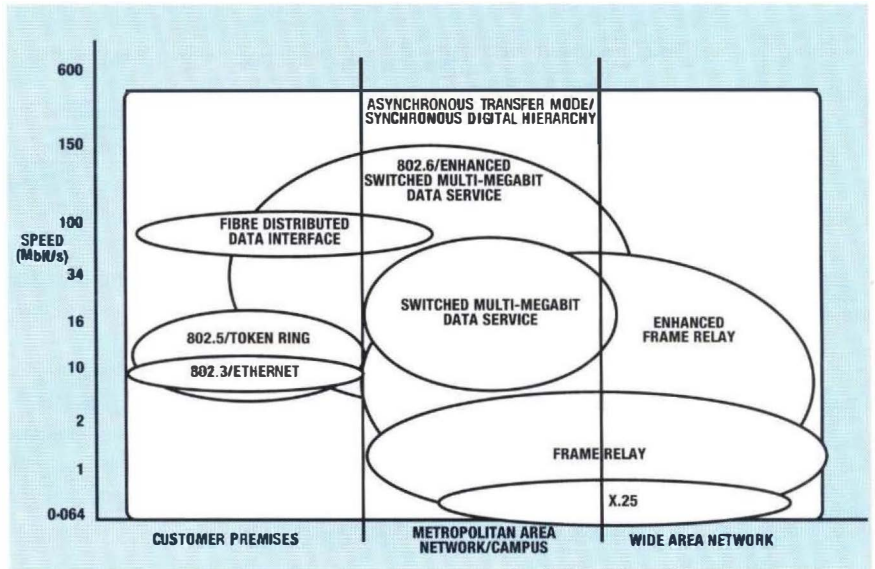 600
ASYNCHRONOUS TRANSFER MODE/
SYNCHRONOUS DIGITAL HIERARCHY
150
802.6/ENHANCED
SWITCHED MULTI-MEGABIT
DATA SERVICE
100
FIBRE DISTRIBUTED
DATA INTERFACE
SPEED
(Mbit/s)
34
SWITCHED MULTI-MEGABIT
DATA SERVICE
16
ENHANCED
FRAME RELAY
802.5/TOKEN RING
10
802.3/ETHERNET
2
FRAME RELAY
1
X.25
0·064
CUSTOMER PREMISES
METROPOLITAN AREA
NETWORK/CAMPUS
WIDE AREA NETWORK